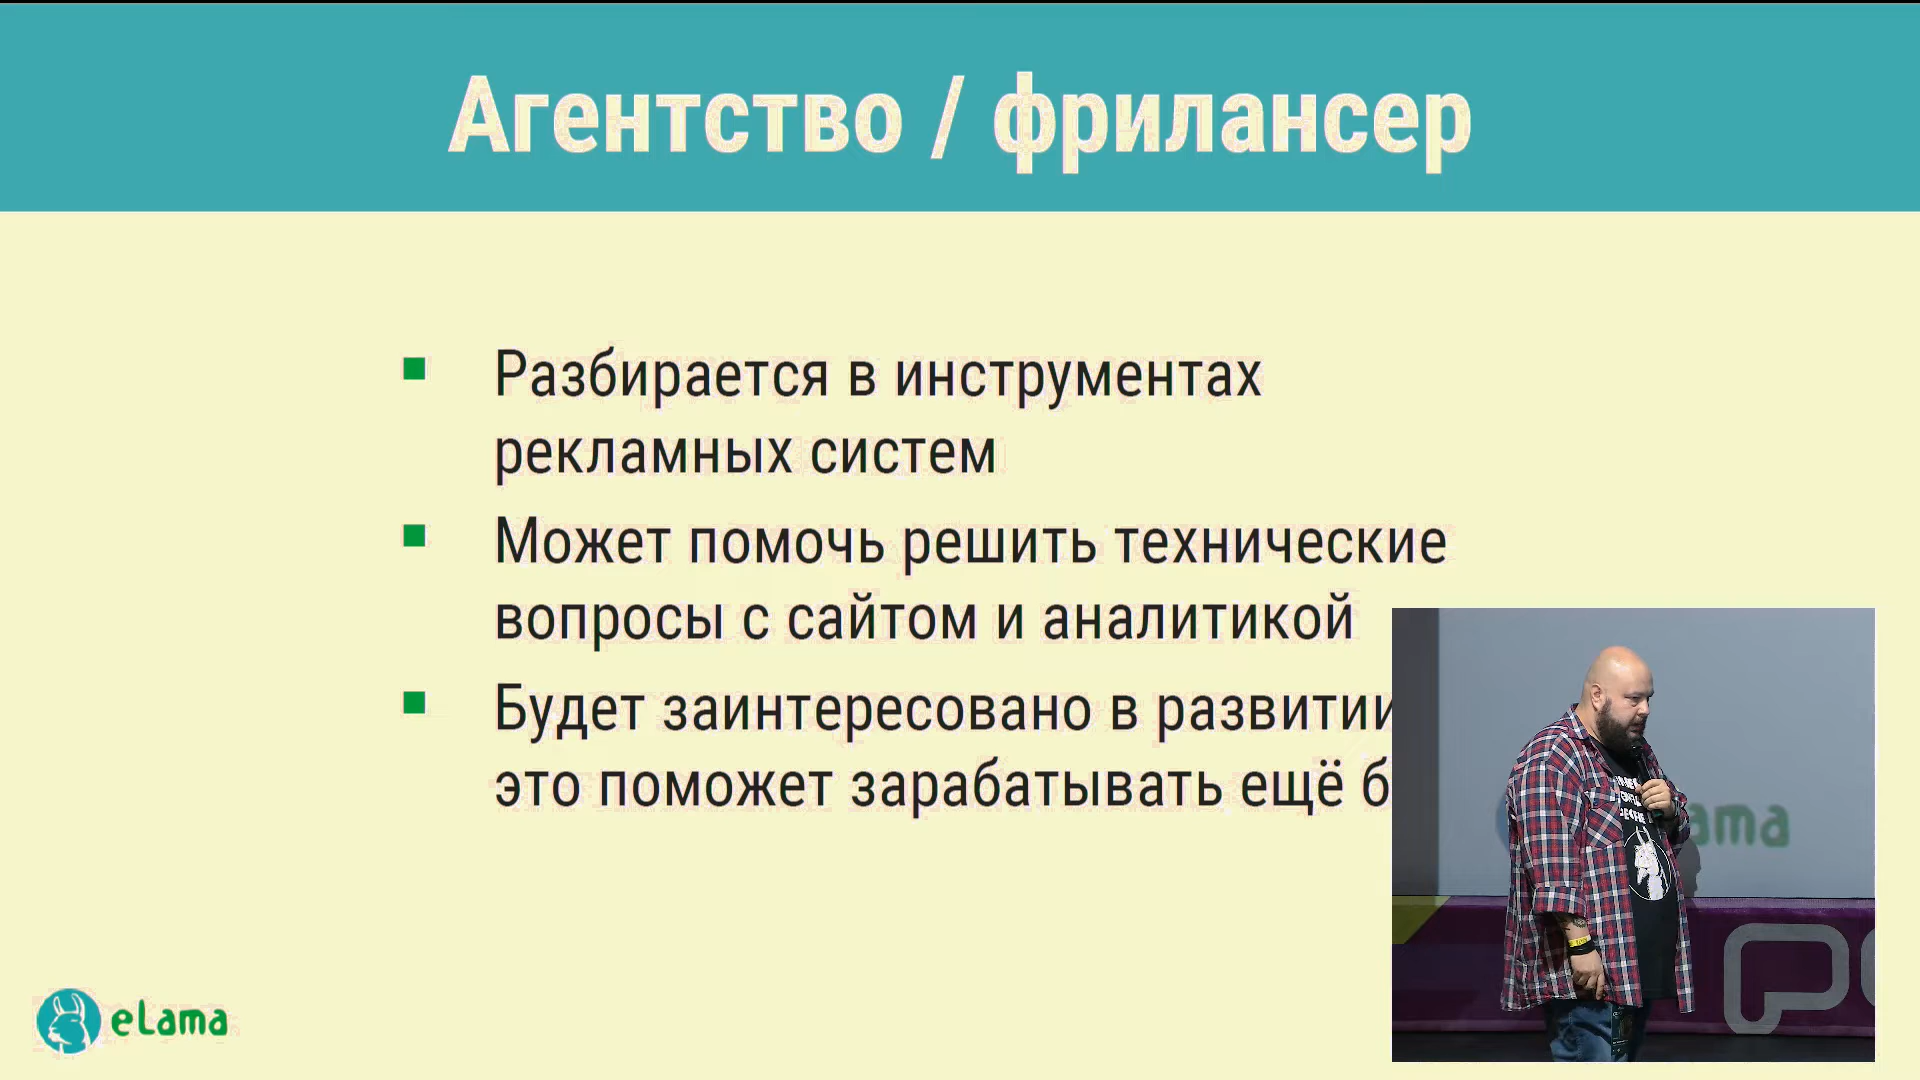 Агентство / фрилансер
Разбирается в инструментах
рекламных систем
Может помочь решить технические
вопросы с сайтом и аналитикой
Будет заинтересовано в развитии
это поможет зарабатывать ещё
eLama